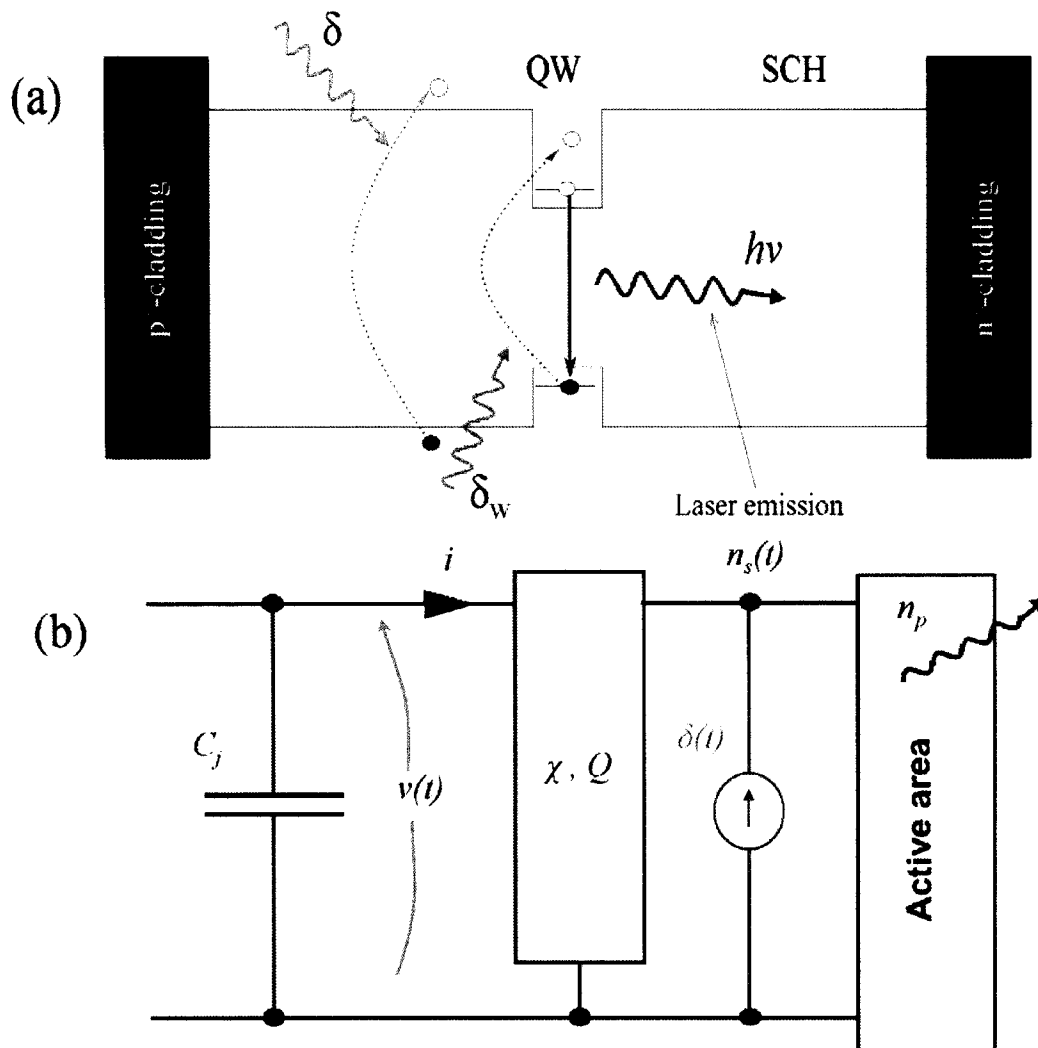 δ
(a)
QW
SCH
p⁺-cladding
n⁺-cladding
hν
δ_w
Laser emission
i
n_s(t)
(b)
n_p
C_j
v(t)
χ, Q
δ(t)
Active area